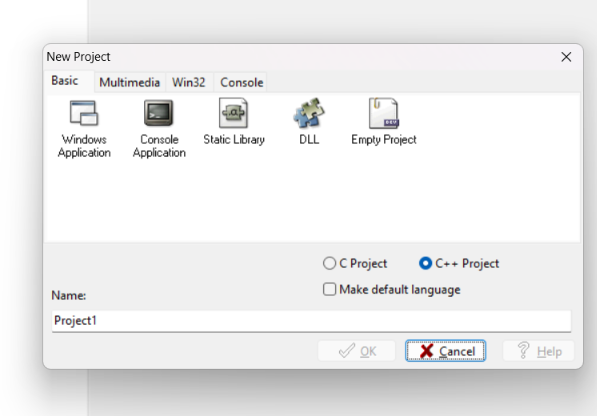 New Project
Basic Multimedia Win32 Console
Windows Application
Console Application
Static Library
DLL
Empty Project
C Project C++ Project
Make default language
Name:
Project1
OK Cancel Help